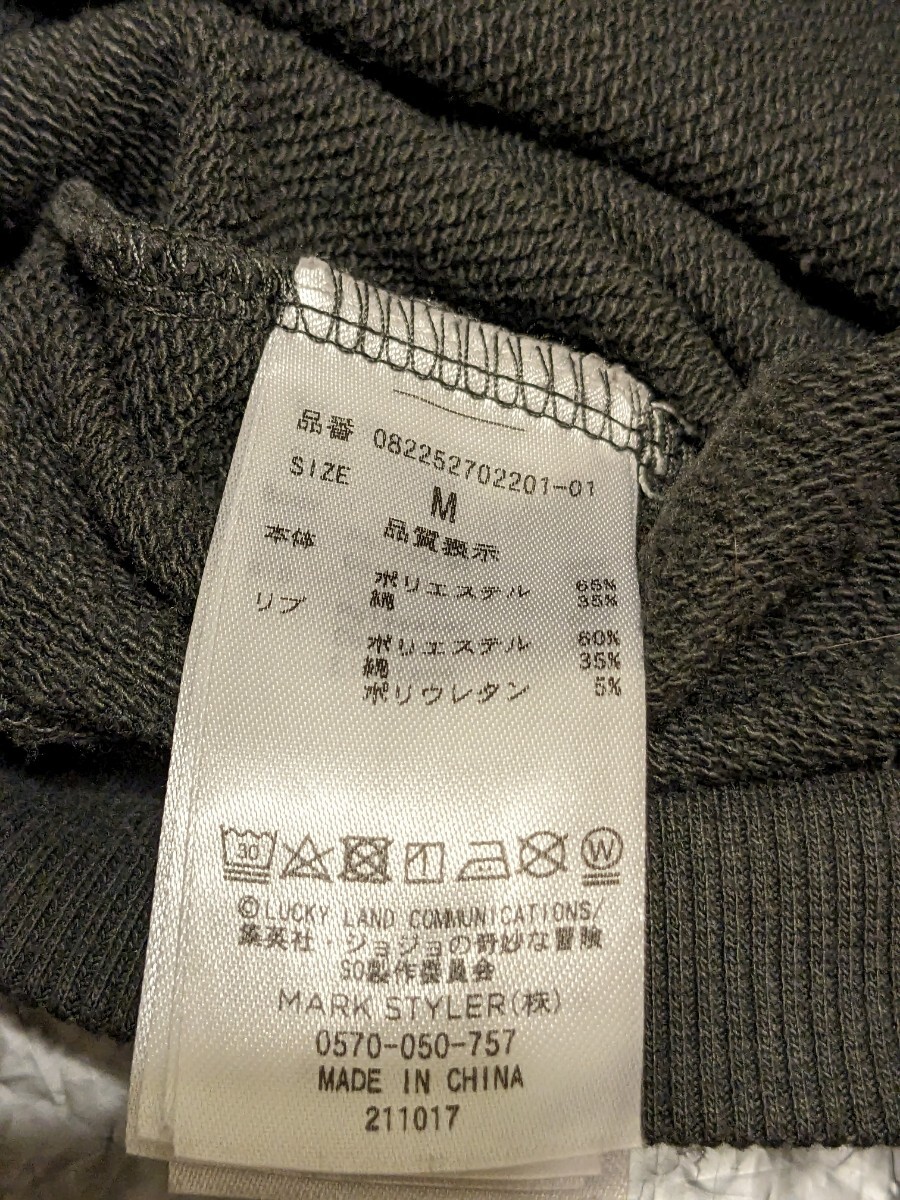 品番 082252702201-01
SIZE M
品質表示
本体 ポリエステル 65%
綿 35%
リブ ポリエステル 60%
綿 35%
ポリウレタン 5%
30 W
©LUCKY LAND COMMUNICATIONS/
集英社・ジョジョの奇妙な冒険
SO製作委員会
MARK STYLER(株)
0570-050-757
MADE IN CHINA
211017